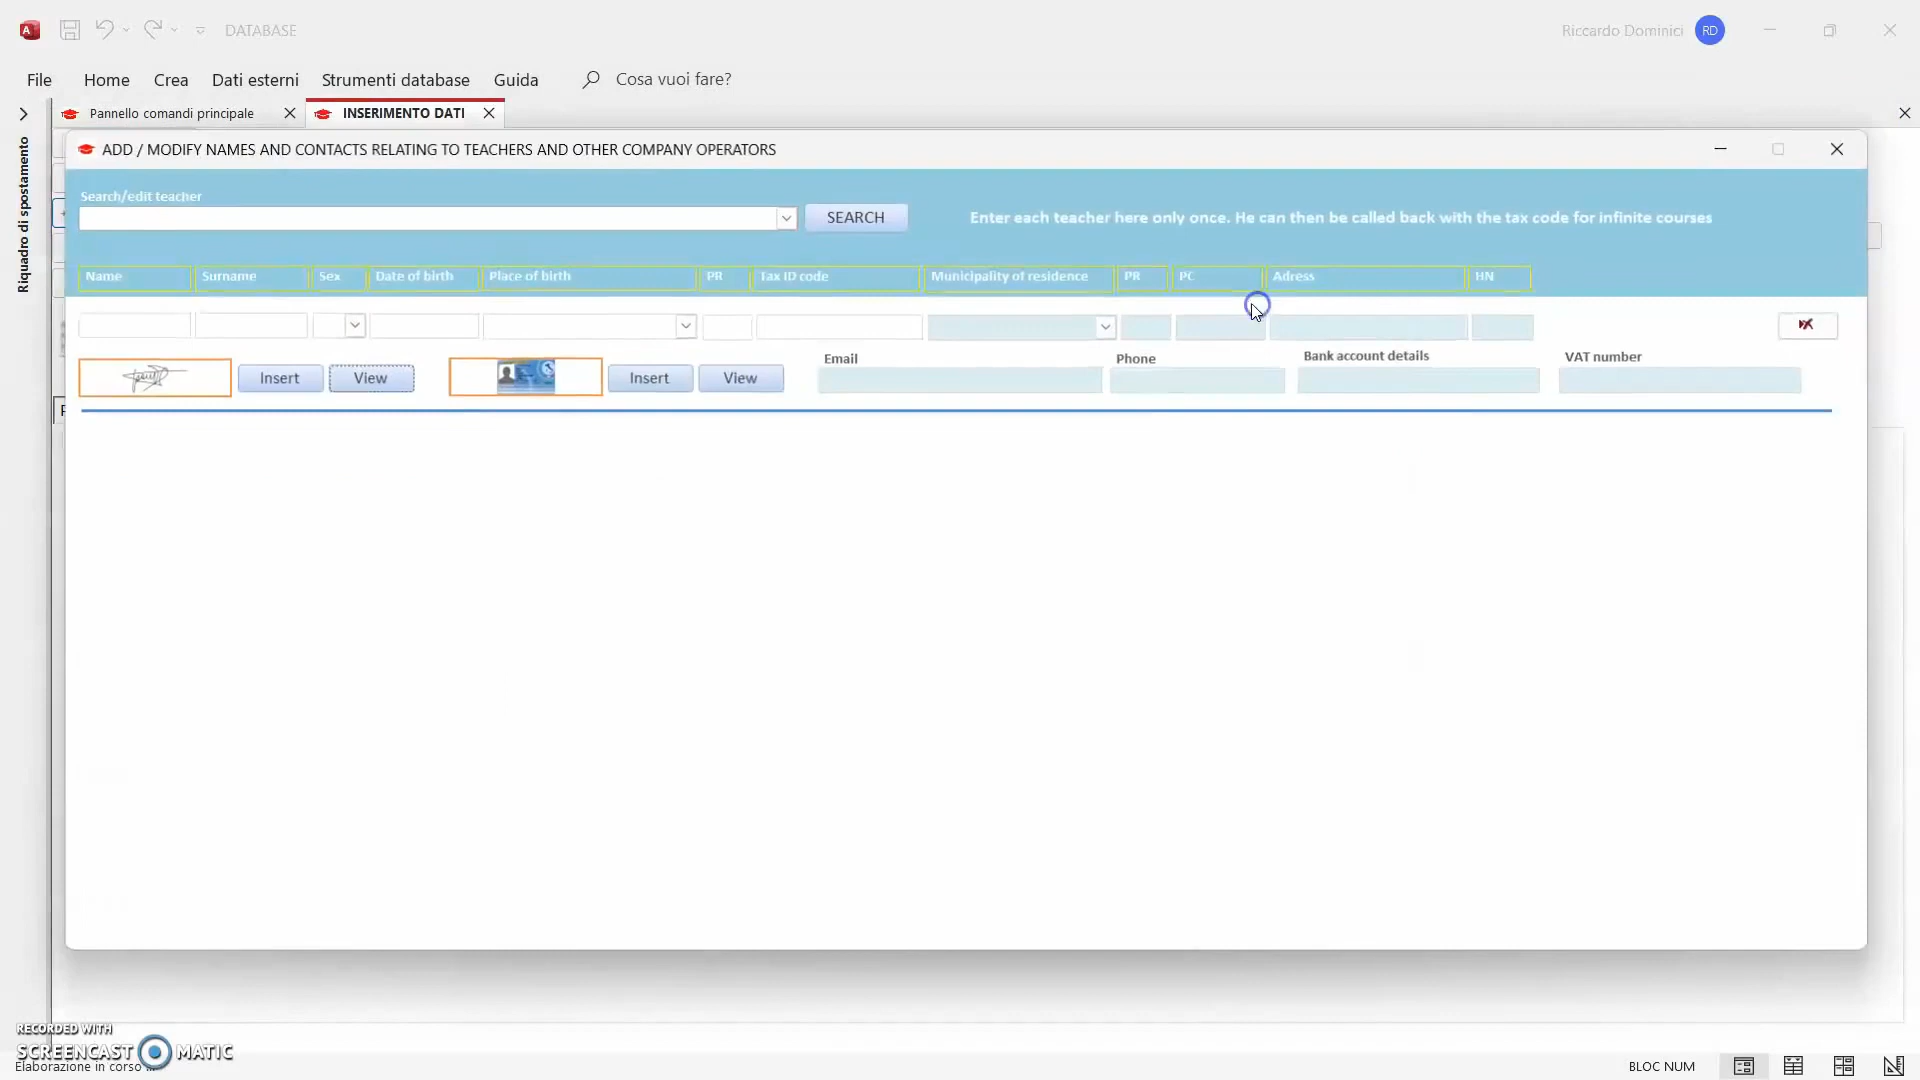 DATABASE
Riccardo Dominici RD
File Home Crea Dati esterni Strumenti database Guida Cosa vuoi fare?
Pannello comandi principale INSERIMENTO DATI
Riquadro di spostamento
ADD / MODIFY NAMES AND CONTACTS RELATING TO TEACHERS AND OTHER COMPANY OPERATORS
Search/edit teacher
SEARCH Enter each teacher here only once. He can then be called back with the tax code for infinite courses
Name Surname Sex Date of birth Place of birth PR Tax ID code Municipality of residence PR PC Adress HN
Email Phone Bank account details VAT number
Insert View Insert View
RECORDED WITH
SCREENCAST MATIC
Elaborazione in corso ...
BLOC NUM